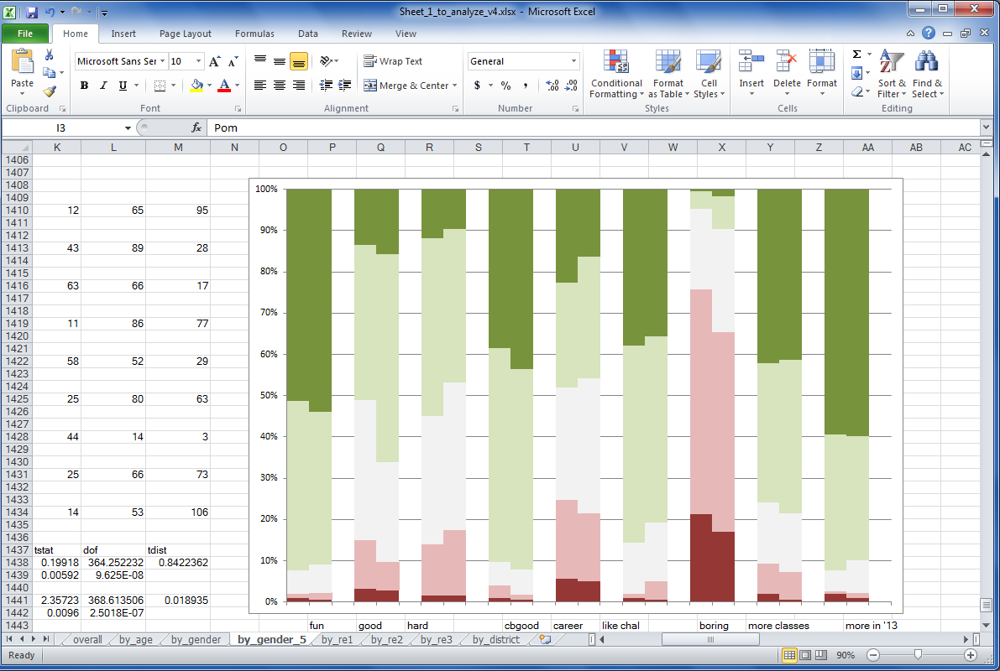 Sheet_1_to_analyze_v4.xlsx - Microsoft Excel
File Home Insert Page Layout Formulas Data Review View
Microsoft Sans Ser 10 A A Wrap Text General
Paste B I U A Merge & Center $ % , .00 .00 Conditional Formatting Format as Table Cell Styles Insert Delete Format Σ Sort & Filter Find & Select
Clipboard Font Alignment Number Styles Cells Editing
I3 fx Pom
K L M N O P Q R S T U V W X Y Z AA AB AC
1406
1407
1408
1409
1410 12 65 95
1411
1412
1413 43 89 28
1414
1415
1416 63 66 17
1417
1418
1419 11 86 77
1420
1421
1422 58 52 29
1423
1424
1425 25 80 63
1426
1427
1428 44 14 3
1429
1430
1431 25 66 73
1432
1433
1434 14 53 106
1435
1436
1437 tstat dof tdist
1438 0.19918 364.252232 0.8422362
1439 0.00592 9.625E-08
1440
1441 2.35723 368.613506 0.018935
1442 0.0096 2.5018E-07
1443 fun good hard cbgood career like chal boring more classes more in '13
100%
90%
80%
70%
60%
50%
40%
30%
20%
10%
0%
overall by_age by_gender by_gender_5 by_re1 by_re2 by_re3 by_district
Ready 90%